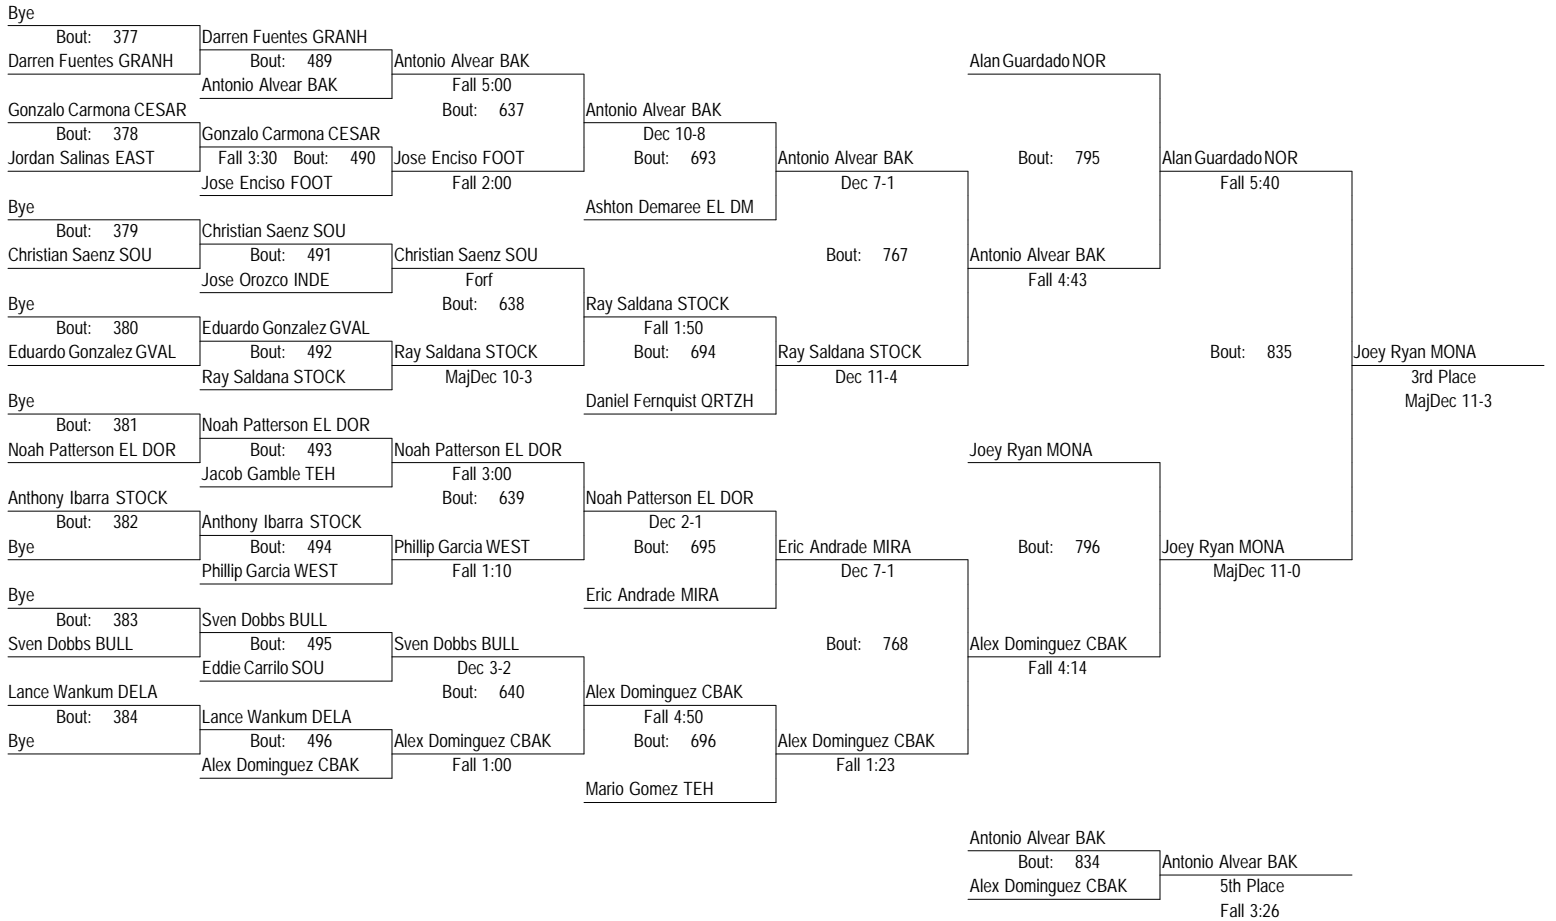 Bye
Bout: 377
Darren Fuentes GRANH
Darren Fuentes GRANH
Bout: 489
Antonio Alvear BAK
Antonio Alvear BAK
Fall 5:00
Bout: 637
Gonzalo Carmona CESAR
Bout: 378
Jordan Salinas EAST
Gonzalo Carmona CESAR
Fall 3:30 Bout: 490
Jose Enciso FOOT
Jose Enciso FOOT
Fall 2:00
Antonio Alvear BAK
Dec 10-8
Bout: 693
Ashton Demaree EL DM
Antonio Alvear BAK
Dec 7-1
Bye
Bout: 379
Christian Saenz SOU
Christian Saenz SOU
Bout: 491
Jose Orozco INDE
Christian Saenz SOU
Forf
Bout: 638
Bye
Bout: 380
Eduardo Gonzalez GVAL
Eduardo Gonzalez GVAL
Bout: 492
Ray Saldana STOCK
Ray Saldana STOCK
MajDec 10-3
Ray Saldana STOCK
Fall 1:50
Bout: 694
Daniel Fernquist QRTZH
Ray Saldana STOCK
Dec 11-4
Bout: 767
Alan Guardado NOR
Bout: 795
Antonio Alvear BAK
Fall 4:43
Alan Guardado NOR
Fall 5:40
Bye
Bout: 381
Noah Patterson EL DOR
Noah Patterson EL DOR
Bout: 493
Jacob Gamble TEH
Noah Patterson EL DOR
Fall 3:00
Bout: 639
Anthony Ibarra STOCK
Bout: 382
Bye
Anthony Ibarra STOCK
Bout: 494
Phillip Garcia WEST
Phillip Garcia WEST
Fall 1:10
Noah Patterson EL DOR
Dec 2-1
Bout: 695
Eric Andrade MIRA
Eric Andrade MIRA
Dec 7-1
Bye
Bout: 383
Sven Dobbs BULL
Sven Dobbs BULL
Bout: 495
Eddie Carrilo SOU
Sven Dobbs BULL
Dec 3-2
Bout: 640
Lance Wankum DELA
Bout: 384
Bye
Lance Wankum DELA
Bout: 496
Alex Dominguez CBAK
Alex Dominguez CBAK
Fall 1:00
Alex Dominguez CBAK
Fall 4:50
Bout: 696
Mario Gomez TEH
Alex Dominguez CBAK
Fall 1:23
Bout: 768
Joey Ryan MONA
Bout: 796
Alex Dominguez CBAK
Fall 4:14
Joey Ryan MONA
MajDec 11-0
Bout: 835
Joey Ryan MONA
3rd Place
MajDec 11-3
Antonio Alvear BAK
Bout: 834
Alex Dominguez CBAK
Antonio Alvear BAK
5th Place
Fall 3:26